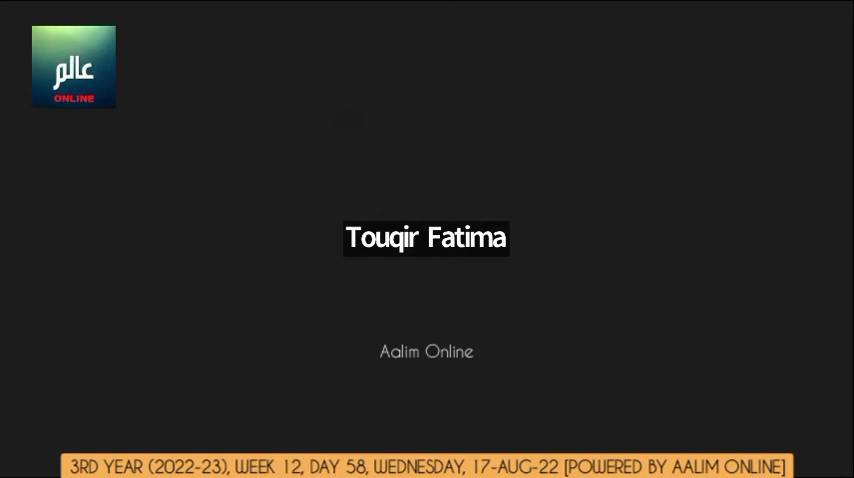 عالم
ONLINE
Touqir Fatima
Aalim Online
3RD YEAR (2022-23), WEEK 12, DAY 58, WEDNESDAY, 17-AUG-22 [POWERED BY AALIM ONLINE]